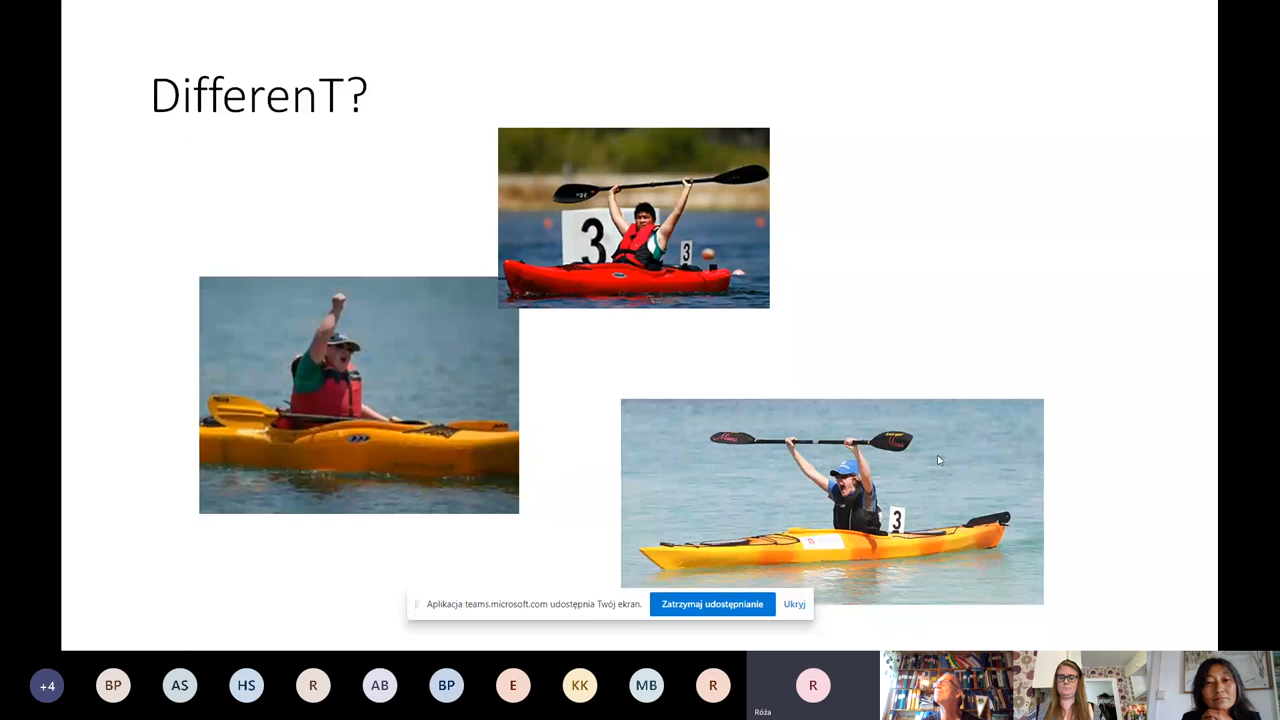 DifferenT?
3
3
3
Aplikacja teams.microsoft.com udostępnia Twój ekran.
Zatrzymaj udostępnianie
Ukryj
+4
BP
AS
HS
R
AB
BP
E
KK
MB
R
R
Róża